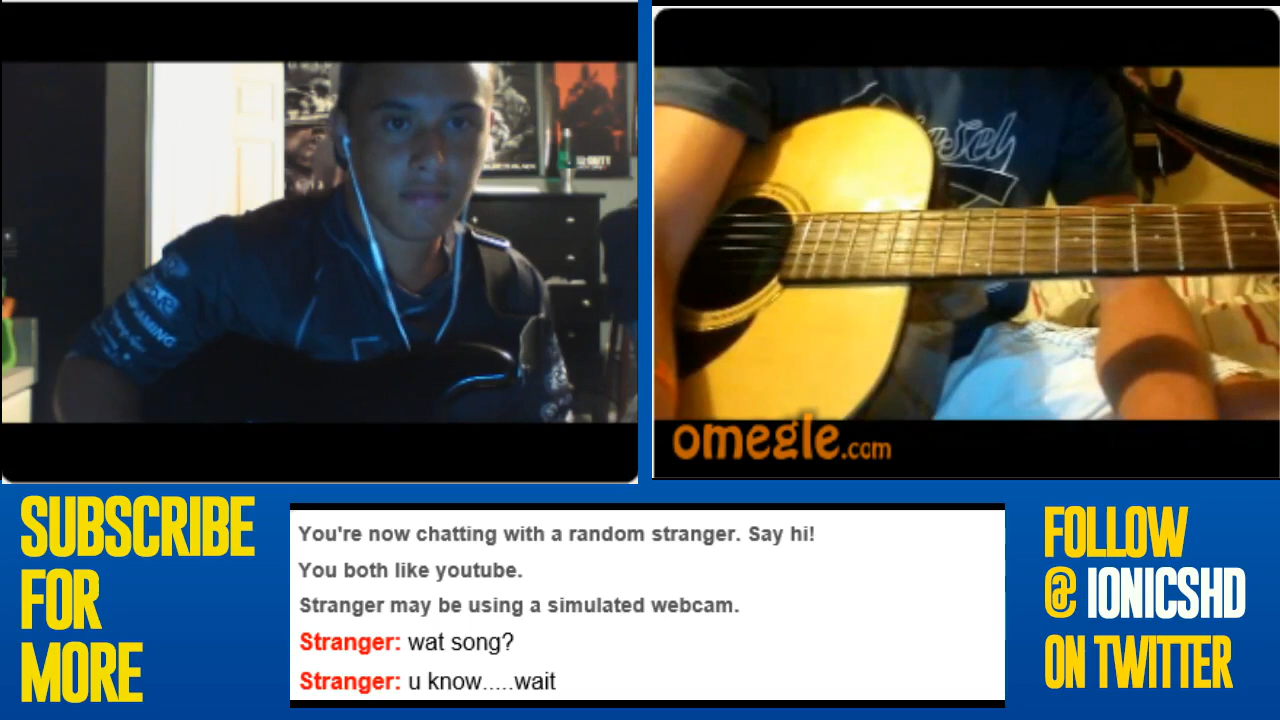 omegle.com
SUBSCRIBE
FOR
MORE
You're now chatting with a random stranger. Say hi!
You both like youtube.
Stranger may be using a simulated webcam.
Stranger: wat song?
Stranger: u know.....wait
FOLLOW
@ IONICSHD
ON TWITTER